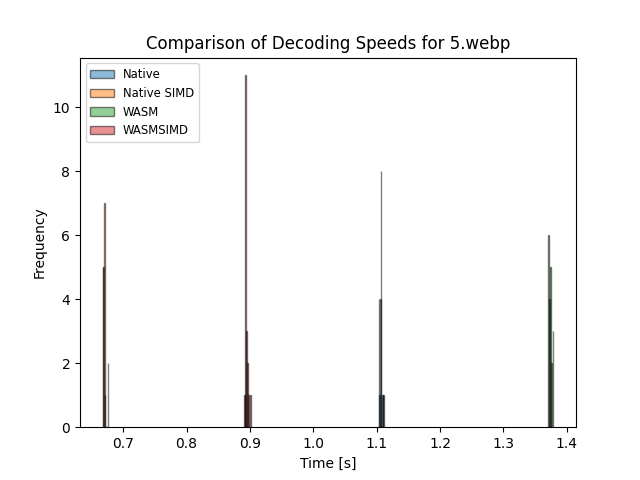 Comparison of Decoding Speeds for 5.webp
Native
Native SIMD
WASM
WASMSIMD
Frequency
10
8
6
4
2
0
0.7 0.8 0.9 1.0 1.1 1.2 1.3 1.4
Time [s]